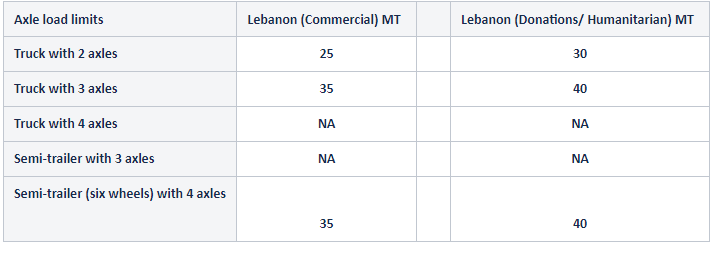 Axle load limits Lebanon (Commercial) MT Lebanon (Donations/ Humanitarian) MT
Truck with 2 axles 25 30
Truck with 3 axles 35 40
Truck with 4 axles NA NA
Semi-trailer with 3 axles NA NA
Semi-trailer (six wheels) with 4 axles
35 40